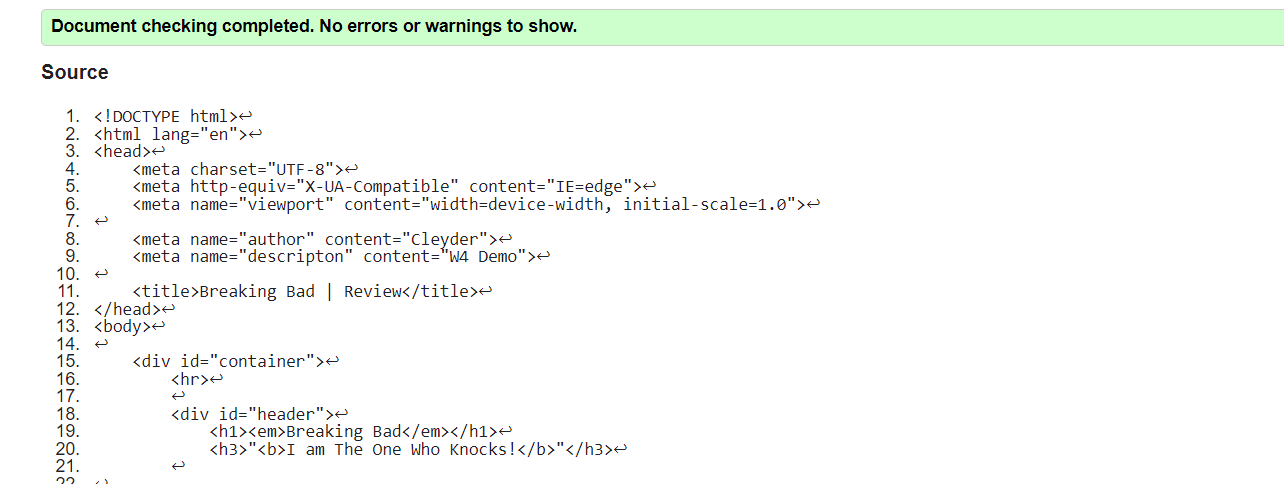 Document checking completed. No errors or warnings to show.
Source
1. <!DOCTYPE html>↩
2. <html lang="en">↩
3. <head>↩
4.     <meta charset="UTF-8">↩
5.     <meta http-equiv="X-UA-Compatible" content="IE=edge">↩
6.     <meta name="viewport" content="width=device-width, initial-scale=1.0">↩
7. ↩
8.     <meta name="author" content="Cleyder">↩
9.     <meta name="descripton" content="W4 Demo">↩
10. ↩
11.     <title>Breaking Bad | Review</title>↩
12. </head>↩
13. <body>↩
14. ↩
15.     <div id="container">↩
16.         <hr>↩
17.         ↩
18.         <div id="header">↩
19.             <h1><em>Breaking Bad</em></h1>↩
20.             <h3>"<b>I am The One Who Knocks!</b>"</h3>↩
21.         ↩
22. ↩